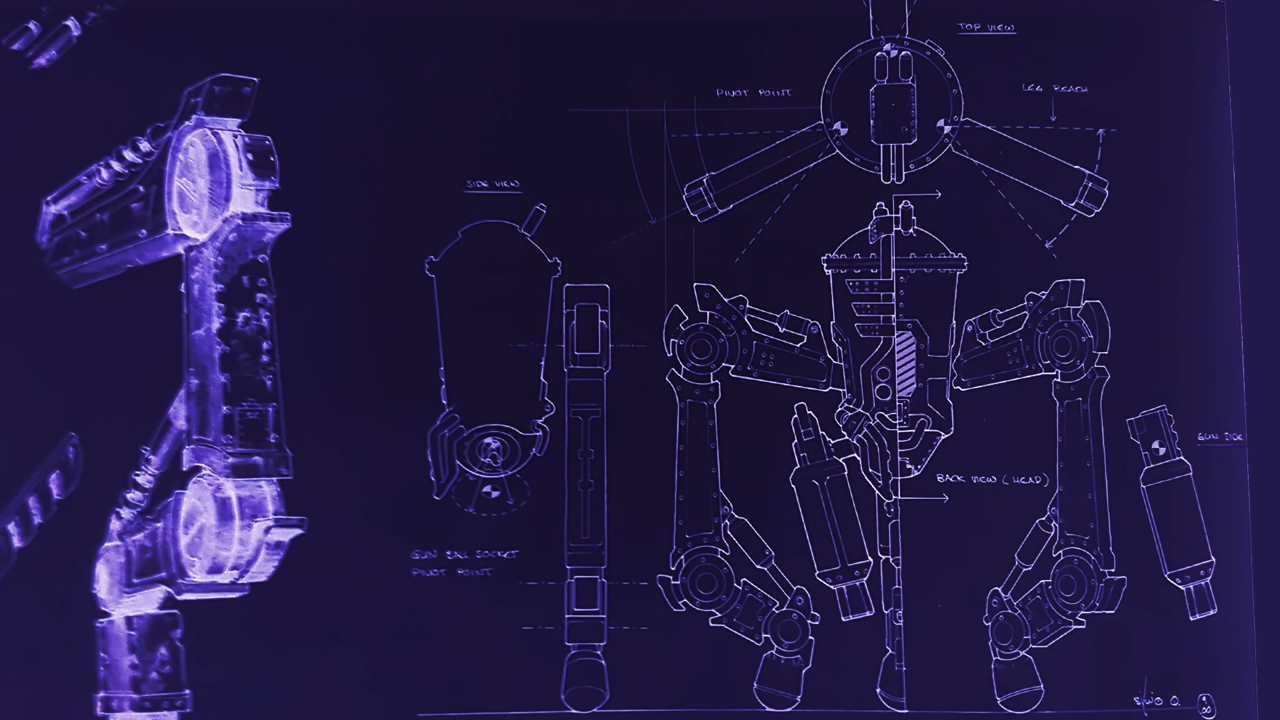 TOP VIEW
PIVOT POINT
LEG REACH
SIDE VIEW
GUN SIDE
BACK VIEW (HEAD)
GUN BALL SOCKET
PIVOT POINT